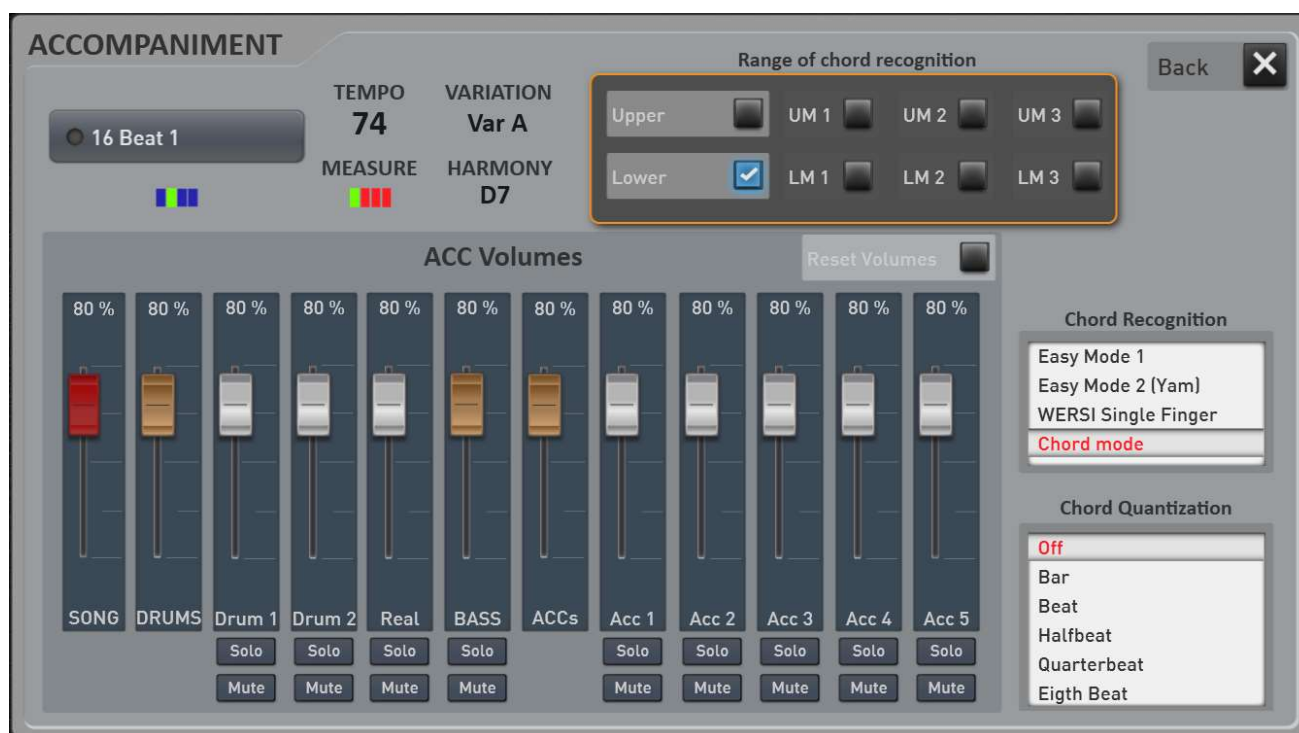 ACCOMPANIMENT
Range of chord recognition
Back
16 Beat 1
TEMPO
74
VARIATION
Var A
MEASURE
HARMONY
D7
Upper UM 1 UM 2 UM 3
Lower LM 1 LM 2 LM 3
ACC Volumes
Reset Volumes
80 % 80 % 80 % 80 % 80 % 80 % 80 % 80 % 80 % 80 % 80 % 80 %
SONG DRUMS Drum 1 Drum 2 Real BASS ACCs Acc 1 Acc 2 Acc 3 Acc 4 Acc 5
Solo Solo Solo Solo Solo Solo Solo Solo Solo
Mute Mute Mute Mute Mute Mute Mute Mute Mute
Chord Recognition
Easy Mode 1
Easy Mode 2 (Yam)
WERSI Single Finger
Chord mode
Chord Quantization
Off
Bar
Beat
Halfbeat
Quarterbeat
Eigth Beat